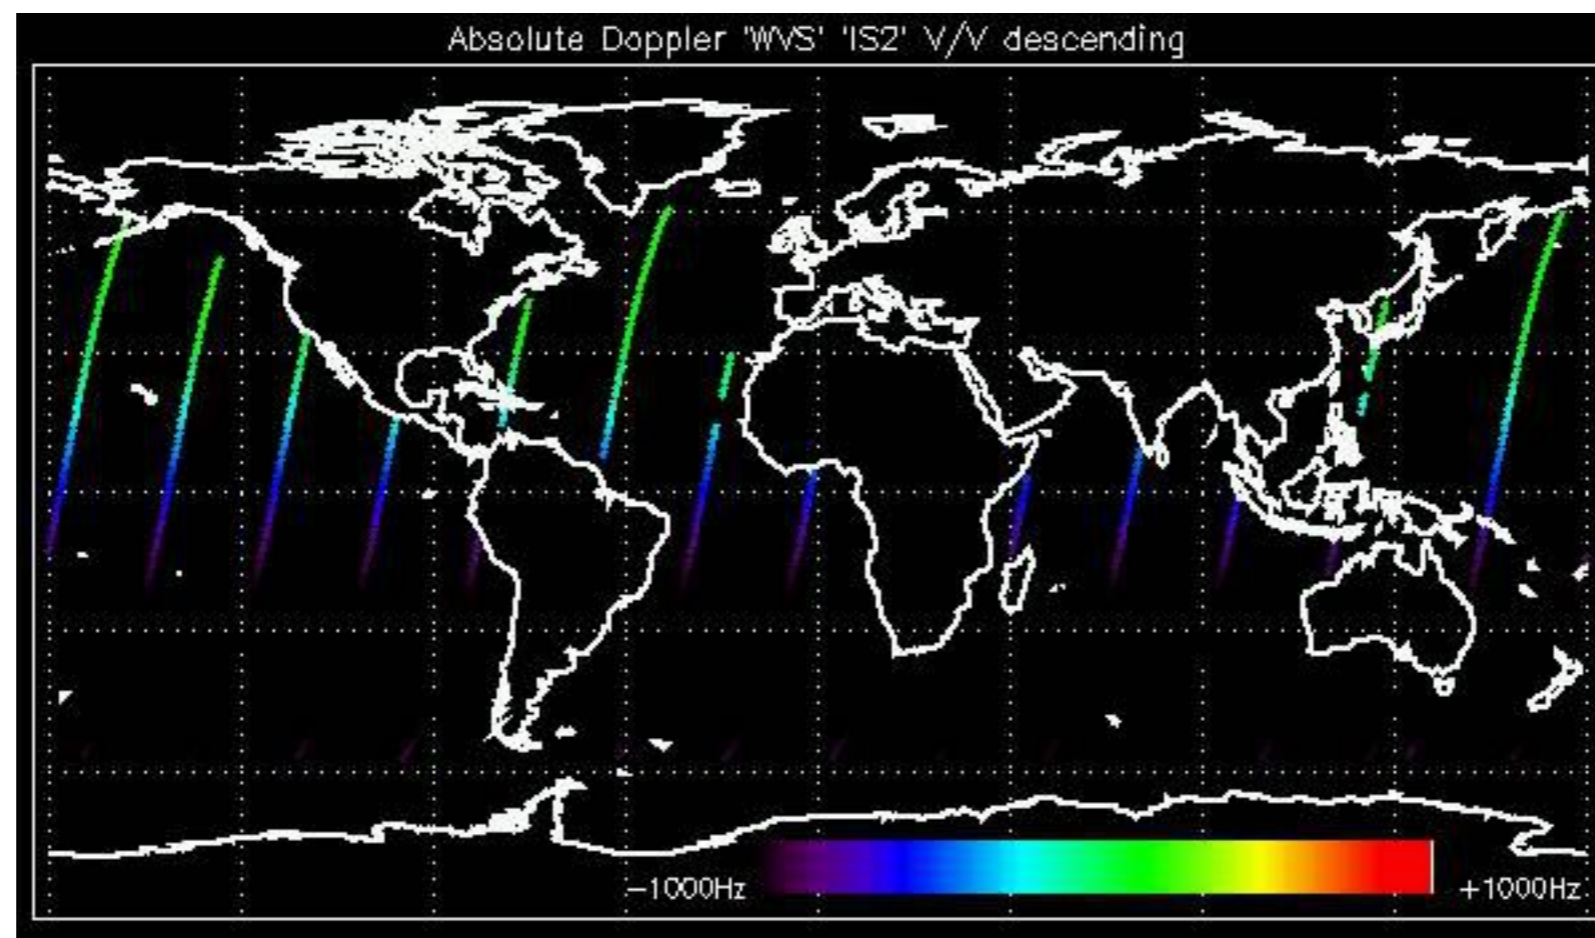 Absolute Doppler 'WVS' 'IS2' V/V descending
−1000Hz
+1000Hz